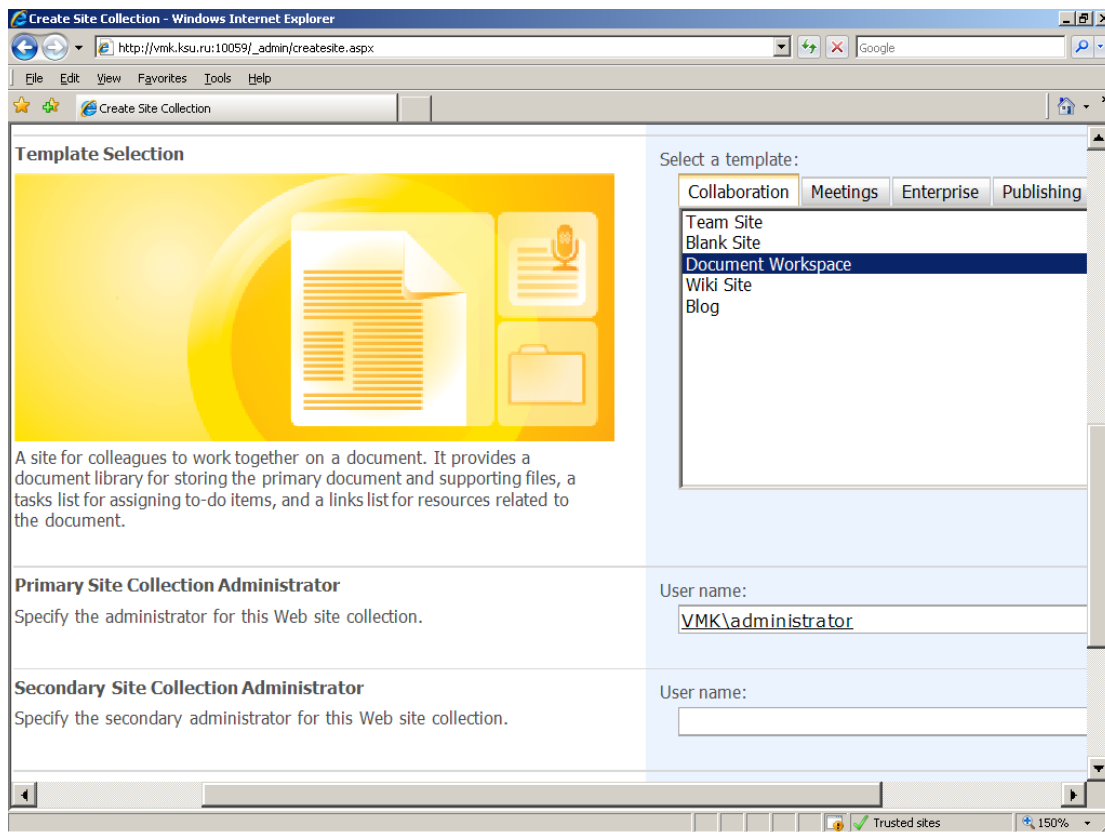 Create Site Collection - Windows Internet Explorer
http://vmk.ksu.ru:10059/_admin/createsite.aspx
Google
File Edit View Favorites Tools Help
Create Site Collection
Template Selection
A site for colleagues to work together on a document. It provides a
document library for storing the primary document and supporting files, a
tasks list for assigning to-do items, and a links list for resources related to
the document.
Select a template:
Collaboration Meetings Enterprise Publishing
Team Site
Blank Site
Document Workspace
Wiki Site
Blog
Primary Site Collection Administrator
Specify the administrator for this Web site collection.
User name:
VMK\administrator
Secondary Site Collection Administrator
Specify the secondary administrator for this Web site collection.
User name:
Trusted sites
150%